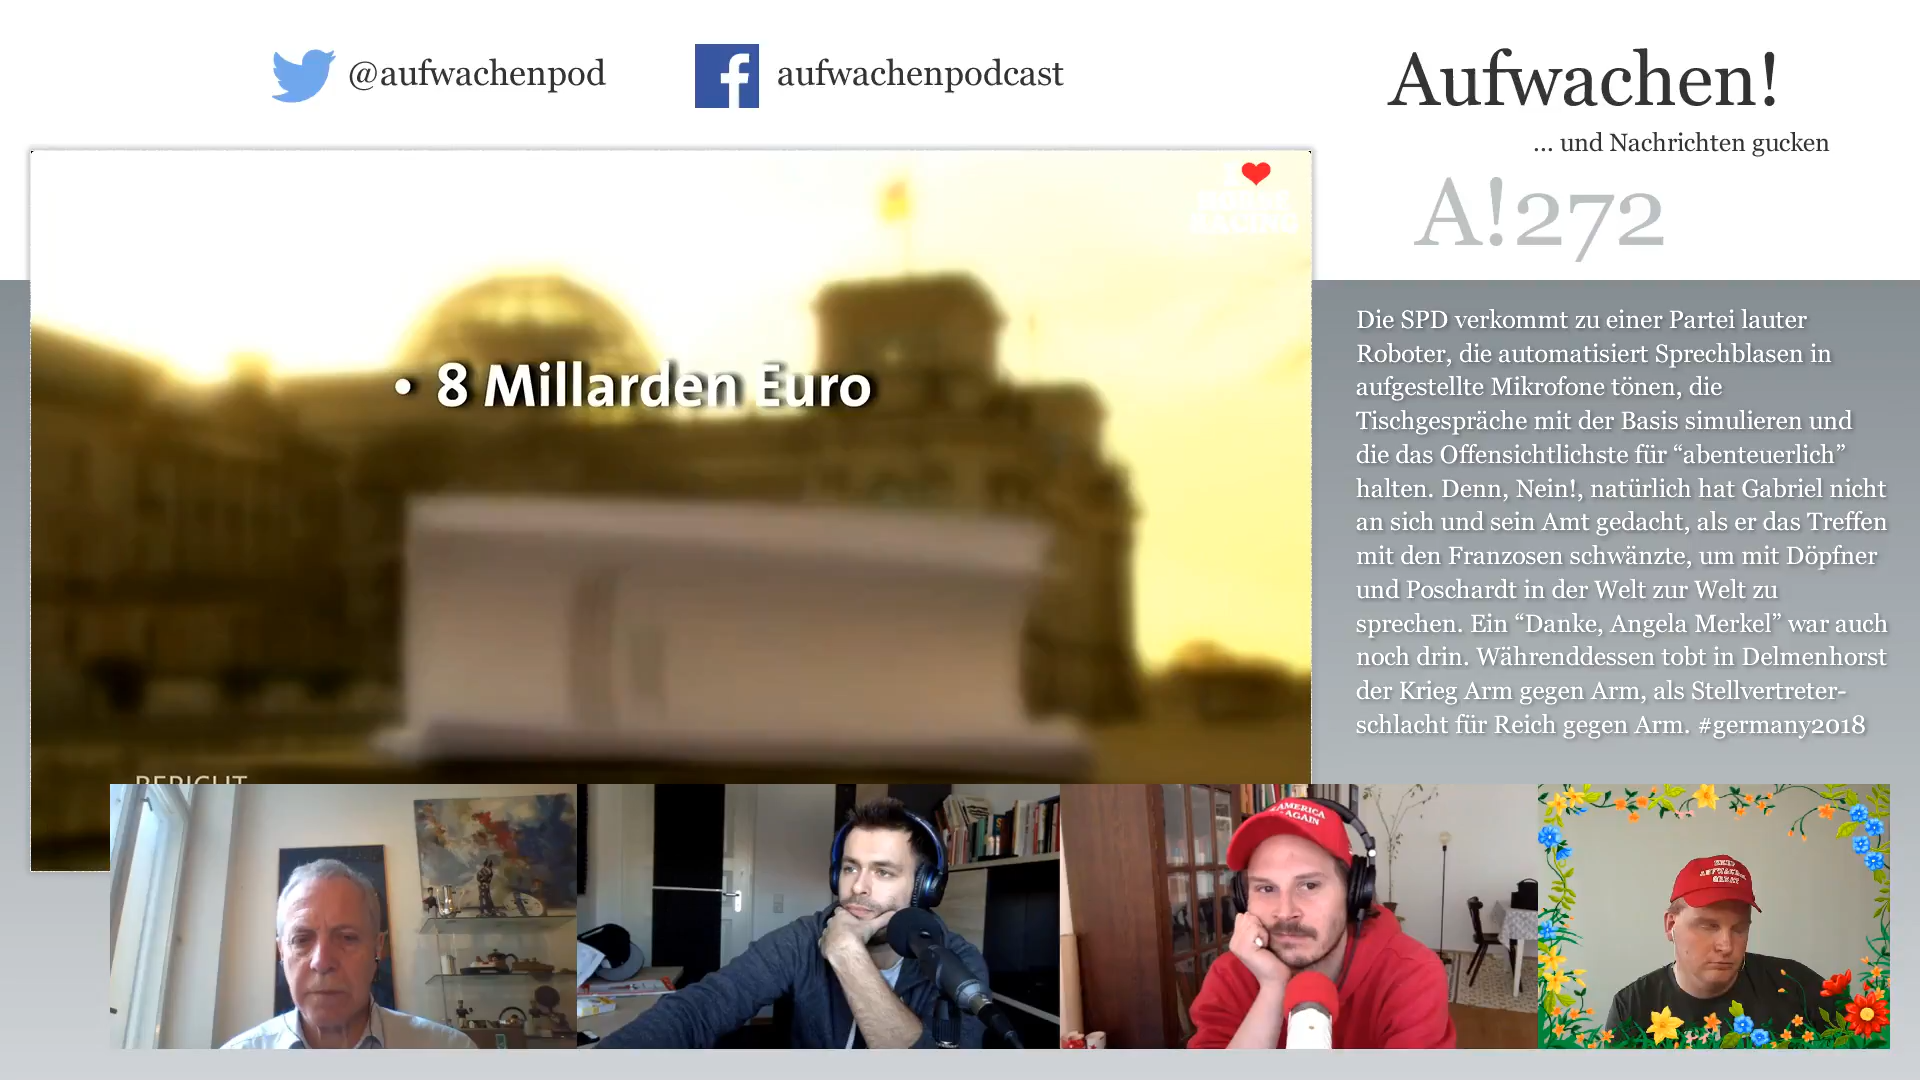 @aufwachenpod
aufwachenpodcast
Aufwachen!
... und Nachrichten gucken
A!272
• 8 Millarden Euro
BERICHT
Die SPD verkommt zu einer Partei lauter
Roboter, die automatisiert Sprechblasen in
aufgestellte Mikrofone tönen, die
Tischgespräche mit der Basis simulieren und
die das Offensichtlichste für “abenteuerlich”
halten. Denn, Nein!, natürlich hat Gabriel nicht
an sich und sein Amt gedacht, als er das Treffen
mit den Franzosen schwänzte, um mit Döpfner
und Poschardt in der Welt zur Welt zu
sprechen. Ein “Danke, Angela Merkel” war auch
noch drin. Währenddessen tobt in Delmenhorst
der Krieg Arm gegen Arm, als Stellvertreter-
schlacht für Reich gegen Arm. #germany2018
AMERICA
AGAIN